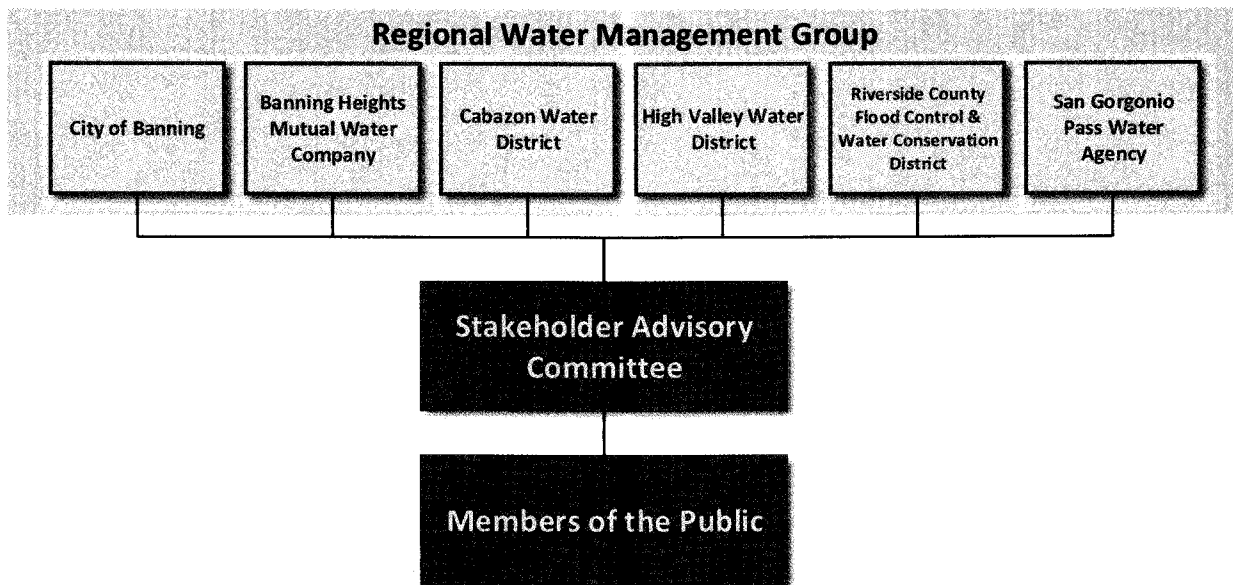 Regional Water Management Group
City of Banning
Banning Heights
Mutual Water
Company
Cabazon Water
District
High Valley Water
District
Riverside County
Flood Control &
Water Conservation
District
San Gorgonio
Pass Water
Agency
Stakeholder Advisory
Committee
Members of the Public